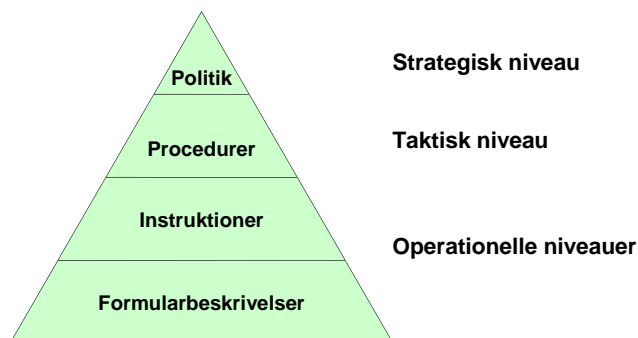 Politik
Strategisk niveau
Procedurer
Taktisk niveau
Instruktioner
Operationelle niveauer
Formularbeskrivelser